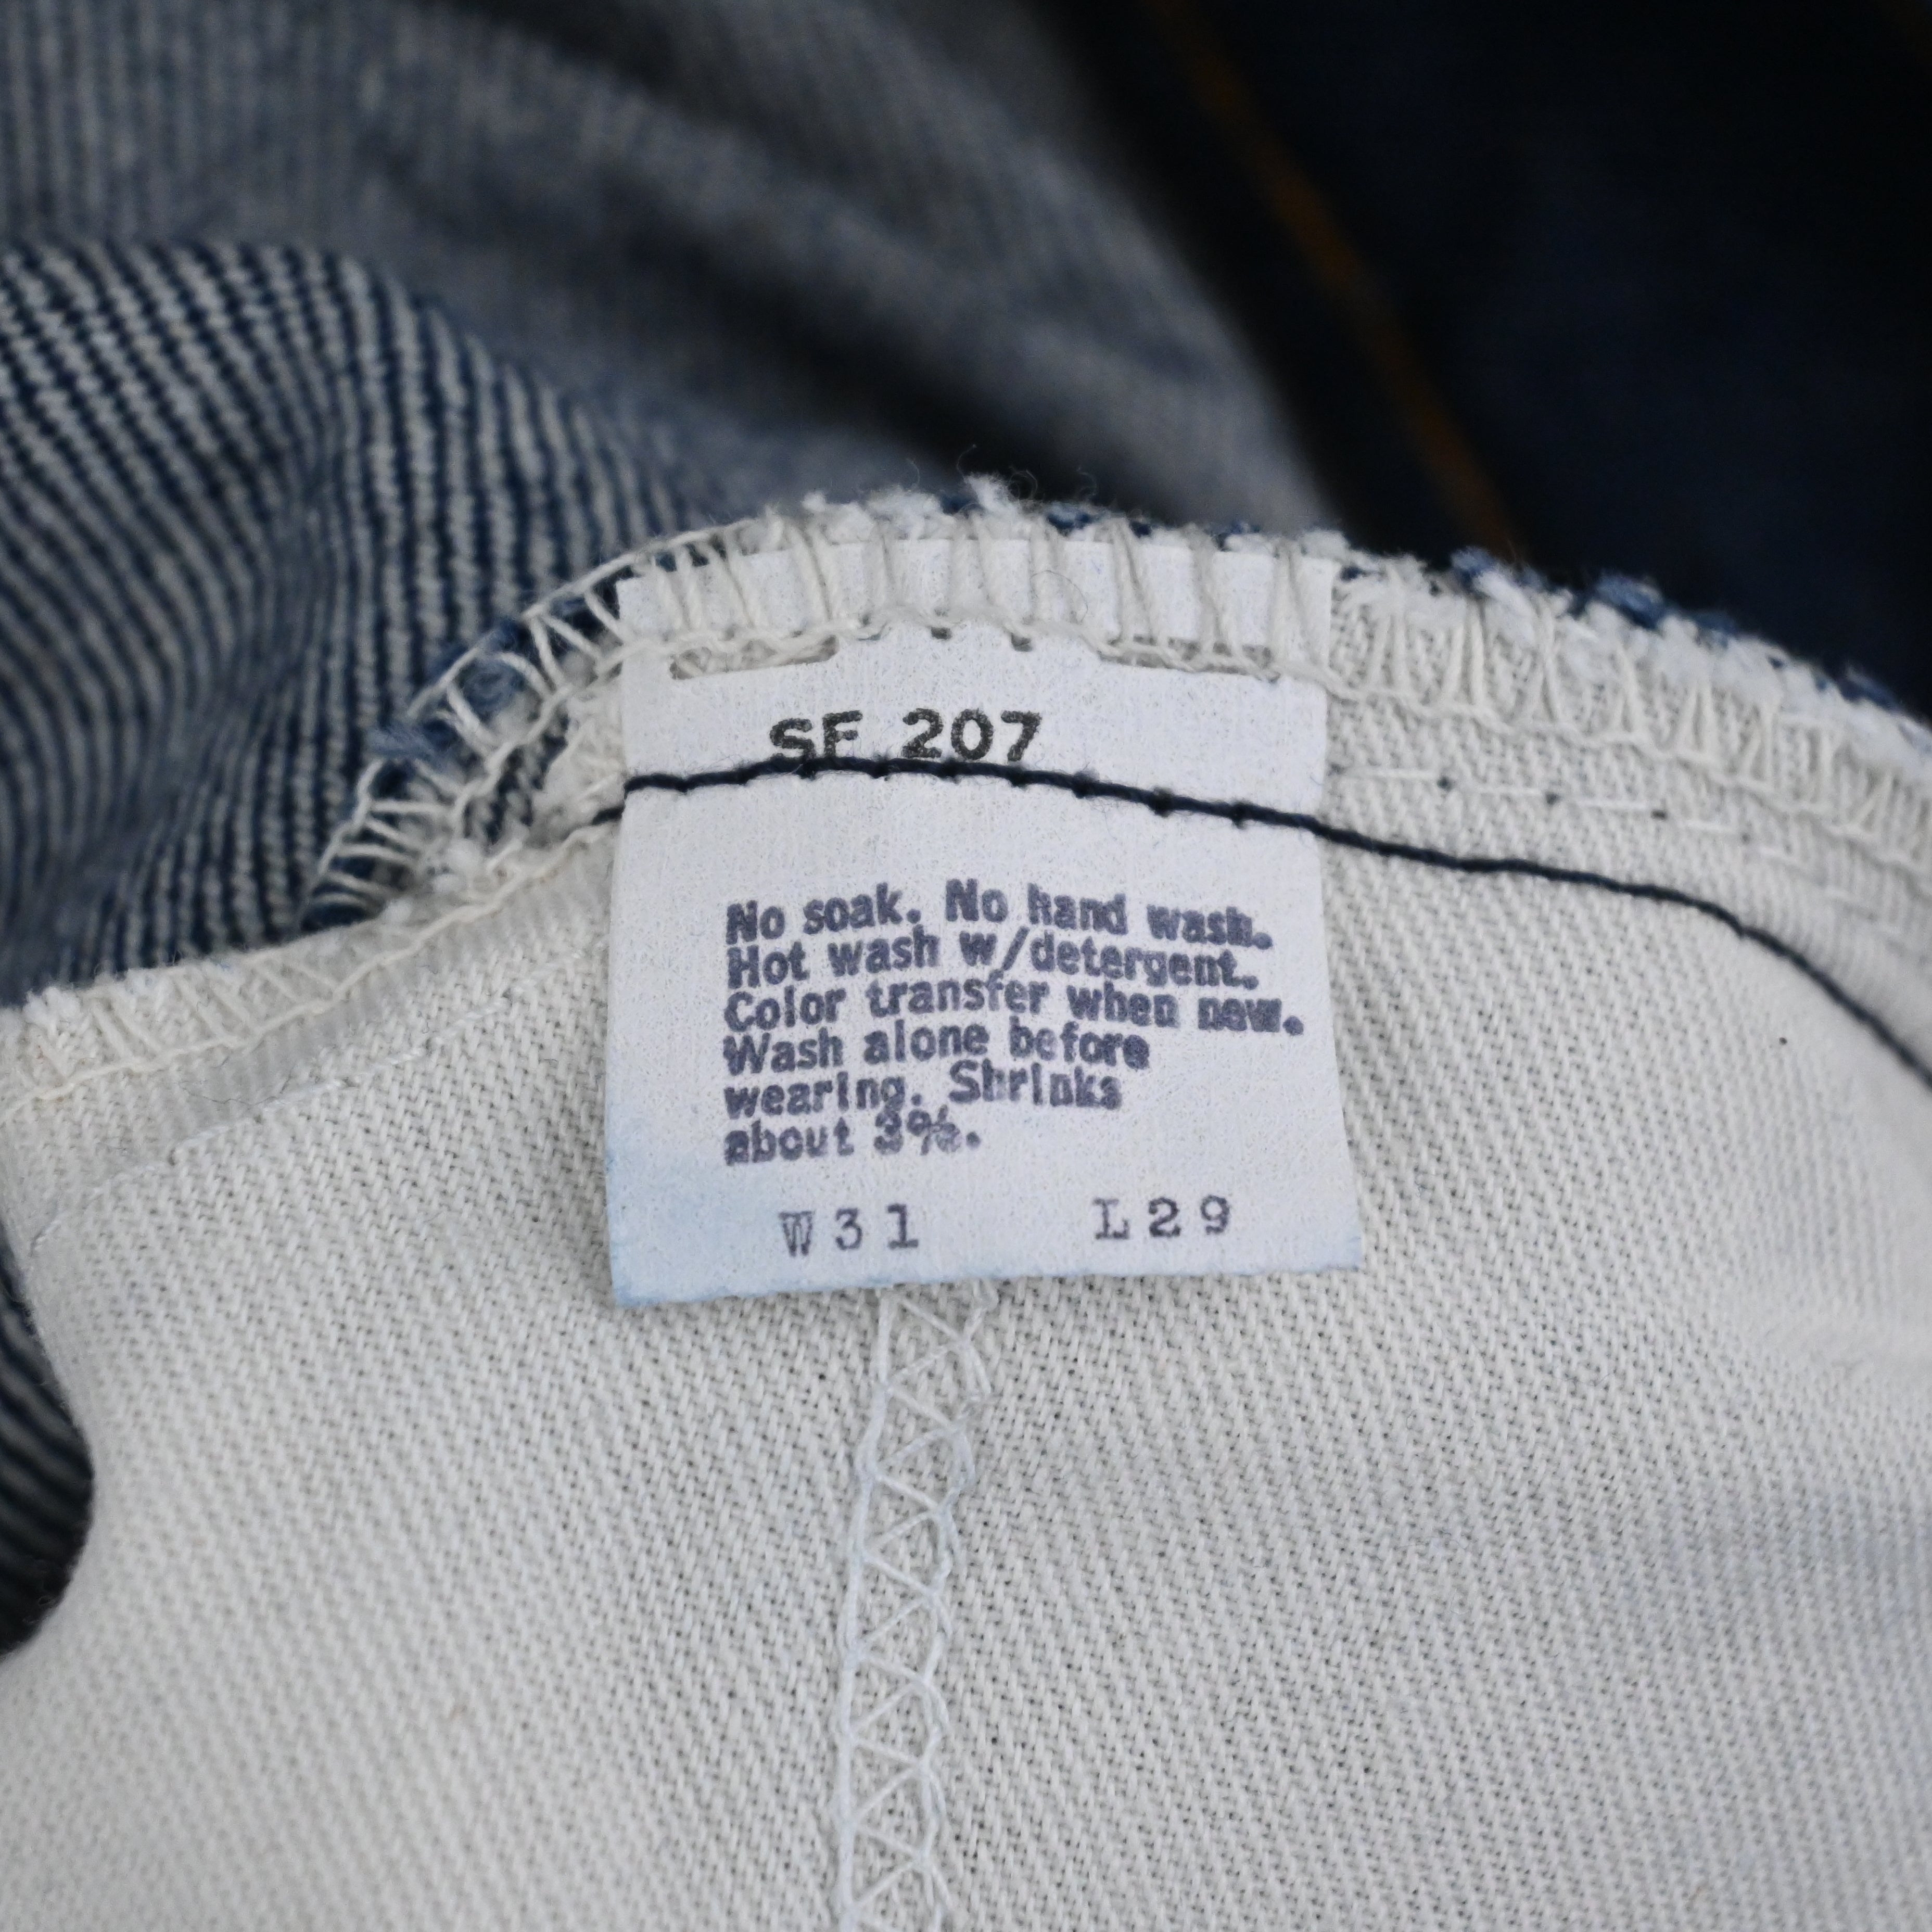 SF 207
No soak. No hand wash.
Hot wash w/detergent.
Color transfer when new.
Wash alone before
wearing. Shrinks
about 3%.
W31 L29